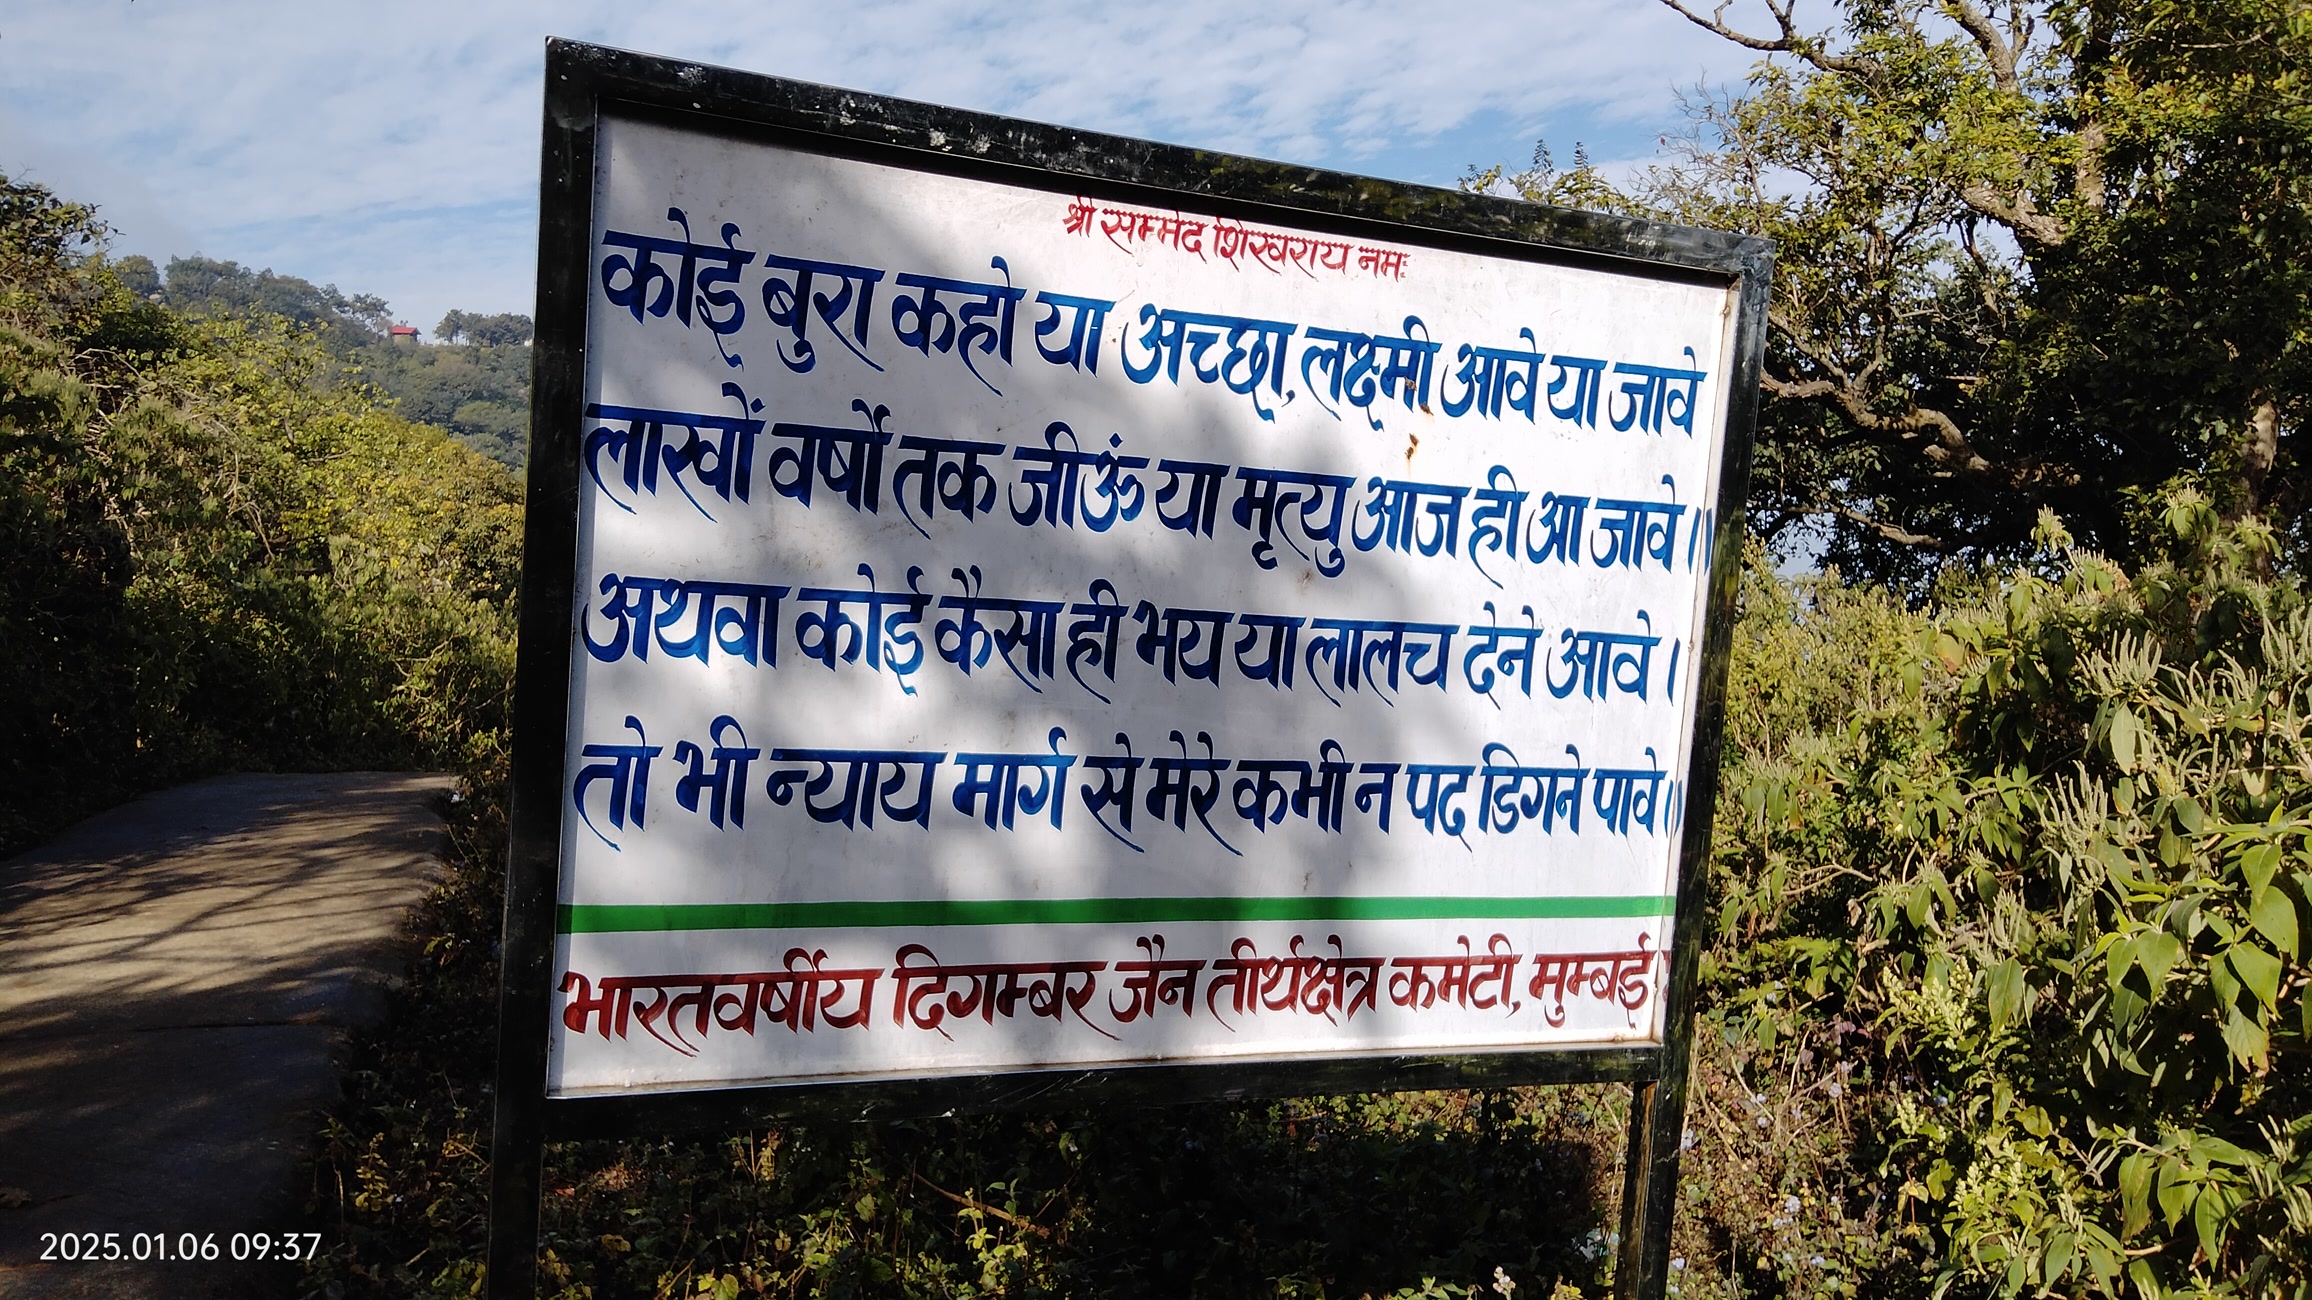 श्री सम्मेद शिखराय नमः
कोई बुरा कहो या अच्छा, लक्ष्मी आवे या जावे
लाखों वर्षों तक जीऊं या मृत्यु आज ही आ जावे।।
अथवा कोई कैसा ही भय या लालच देने आवे।
तो भी न्याय मार्ग से मेरे कभी न पद डिगने पावे।।
भारतवर्षीय दिगम्बर जैन तीर्थक्षेत्र कमेटी, मुम्बई
2025.01.06 09:37